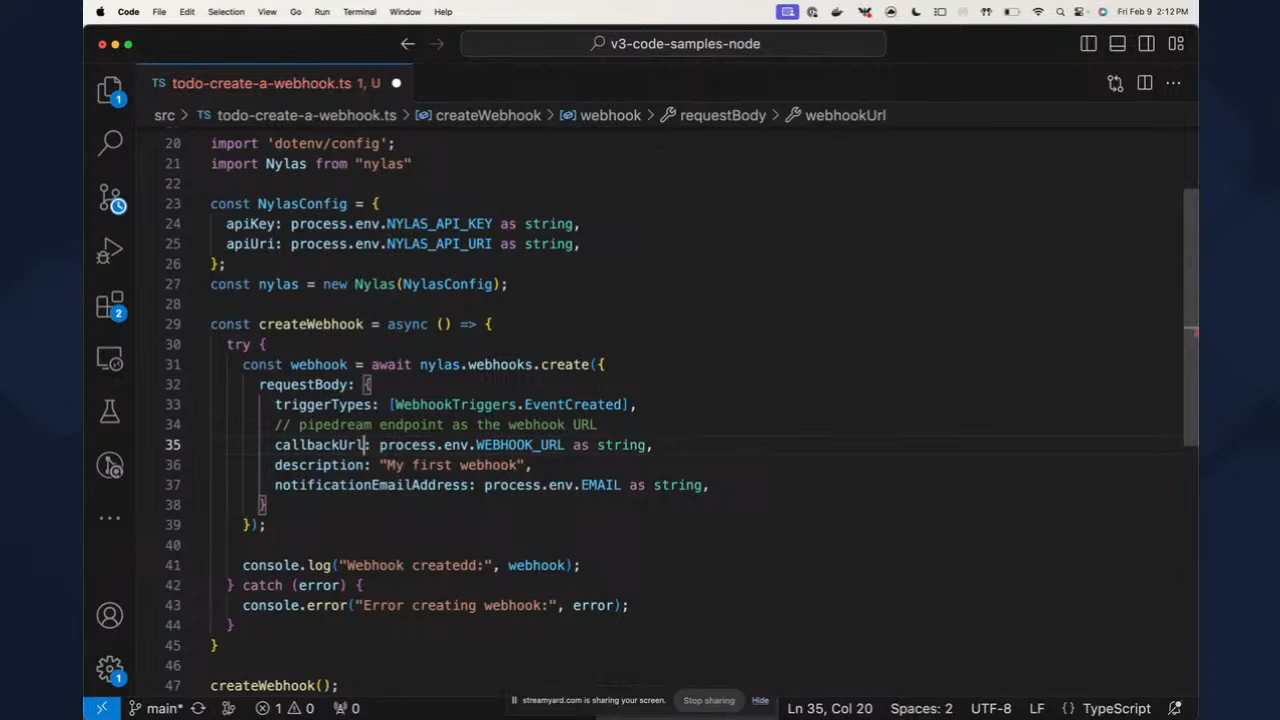 Code File Edit Selection View Go Run Terminal Window Help Fri Feb 9 2:12 PM
v3-code-samples-node
TS todo-create-a-webhook.ts 1, U
src > TS todo-create-a-webhook.ts > createWebhook > webhook > requestBody > webhookUrl
20 import 'dotenv/config';
21 import Nylas from "nylas"
22
23 const NylasConfig = {
24 apiKey: process.env.NYLAS_API_KEY as string,
25 apiUri: process.env.NYLAS_API_URI as string,
26 };
27 const nylas = new Nylas(NylasConfig);
28
29 const createWebhook = async () => {
30 try {
31 const webhook = await nylas.webhooks.create({
32 requestBody: {
33 triggerTypes: [WebhookTriggers.EventCreated],
34 // pipedream endpoint as the webhook URL
35 callbackUrl: process.env.WEBHOOK_URL as string,
36 description: "My first webhook",
37 notificationEmailAddress: process.env.EMAIL as string,
38 }
39 });
40
41 console.log("Webhook createdd:", webhook);
42 } catch (error) {
43 console.error("Error creating webhook:", error);
44 }
45 }
46
47 createWebhook();
1
2
1
streamyard.com is sharing your screen. Stop sharing Hide
main* 1 0 0 Ln 35, Col 20 Spaces: 2 UTF-8 LF {} TypeScript